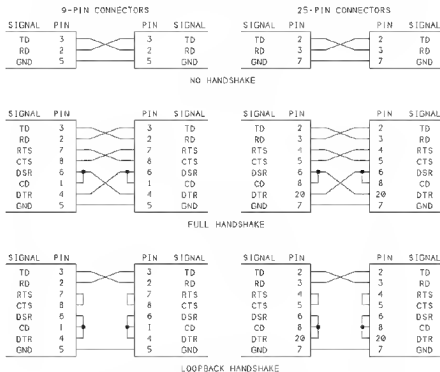 9-PIN CONNECTORS 25-PIN CONNECTORS
SIGNAL PIN PIN SIGNAL SIGNAL PIN PIN SIGNAL
TD 3 3 TD TD 2 2 TD
RD 2 2 RD RD 3 3 RD
GND 5 5 GND GND 7 7 GND
NO HANDSHAKE
SIGNAL PIN PIN SIGNAL SIGNAL PIN PIN SIGNAL
TD 3 3 TD TD 2 2 TD
RD 2 2 RD RD 3 3 RD
RTS 7 7 RTS RTS 4 4 RTS
CTS 8 8 CTS CTS 5 5 CTS
DSR 6 6 DSR DSR 6 6 DSR
CD 1 1 CD CD 8 8 CD
DTR 4 4 DTR DTR 20 20 DTR
GND 5 5 GND GND 7 7 GND
FULL HANDSHAKE
SIGNAL PIN PIN SIGNAL SIGNAL PIN PIN SIGNAL
TD 3 3 TD TD 2 2 TD
RD 2 2 RD RD 3 3 RD
RTS 7 7 RTS RTS 4 4 RTS
CTS 8 8 CTS CTS 5 5 CTS
DSR 6 6 DSR DSR 6 6 DSR
CD 1 1 CD CD 8 8 CD
DTR 4 4 DTR DTR 20 20 DTR
GND 5 5 GND GND 7 7 GND
LOOPBACK HANDSHAKE